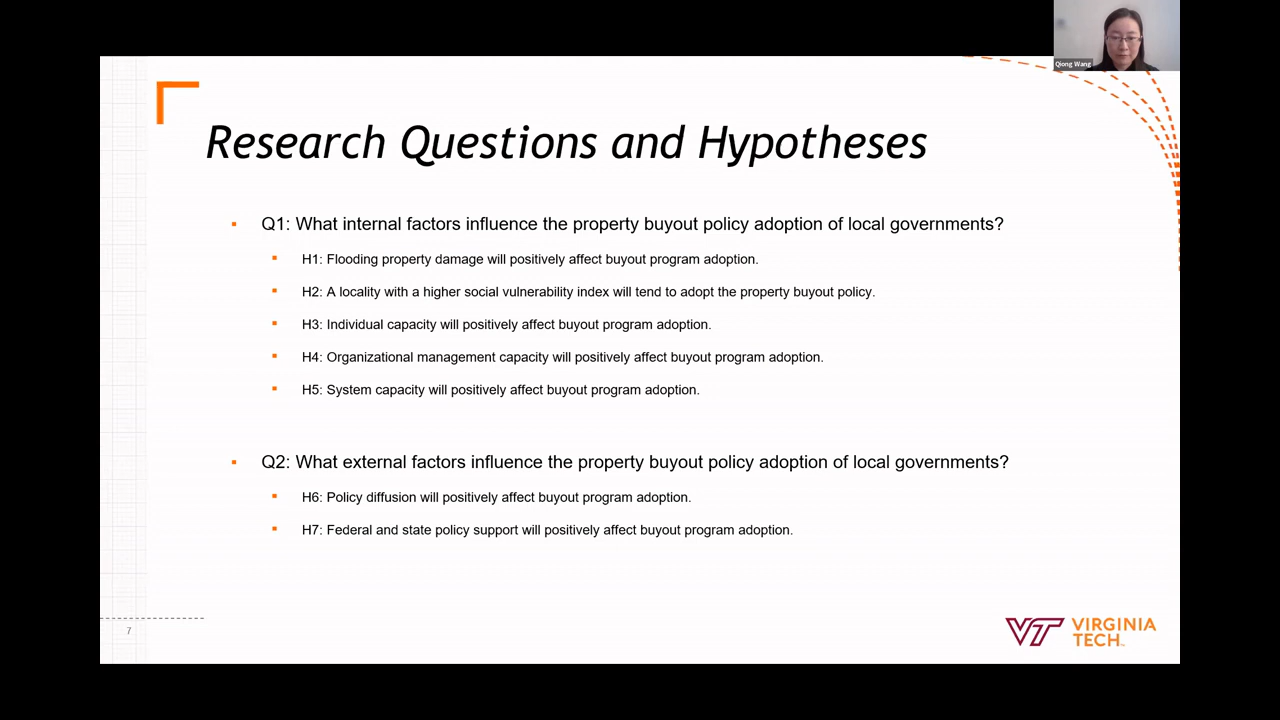 Qiong Wang
Research Questions and Hypotheses
Q1: What internal factors influence the property buyout policy adoption of local governments?
H1: Flooding property damage will positively affect buyout program adoption.
H2: A locality with a higher social vulnerability index will tend to adopt the property buyout policy.
H3: Individual capacity will positively affect buyout program adoption.
H4: Organizational management capacity will positively affect buyout program adoption.
H5: System capacity will positively affect buyout program adoption.
Q2: What external factors influence the property buyout policy adoption of local governments?
H6: Policy diffusion will positively affect buyout program adoption.
H7: Federal and state policy support will positively affect buyout program adoption.
7
VT VIRGINIA
TECH